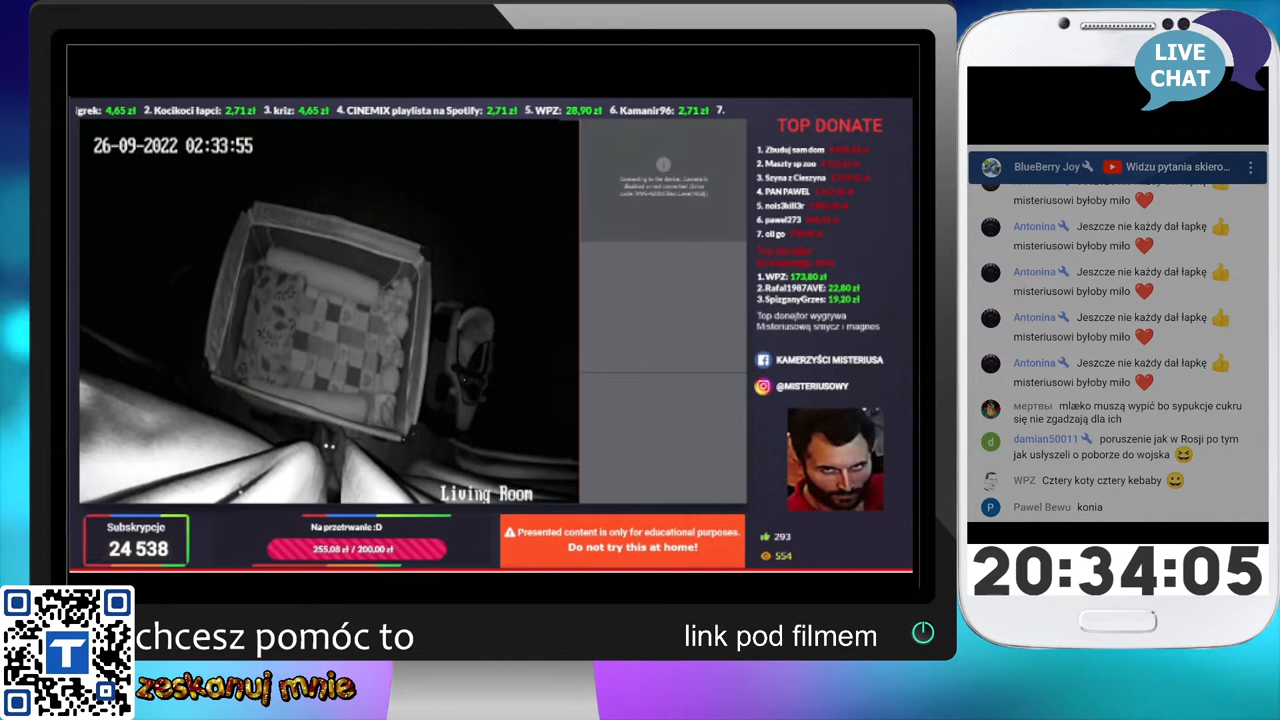 igrek: 4,65 zł 2. Kocikoci łapci: 2,71 zł 3. kriz: 4,65 zł 4. CINEMIX playlista na Spotify: 2,71 zł 5. WPZ: 28,90 zł 6. Kamanir96: 2,71 zł 7.
26-09-2022 02:33:55
Living Room
TOP DONATE
1. Zbuduj sam dom
2. Maszty sp zoo
3. Szyna z Cieszyna
4. PAN PAWEL
5. nois3kill3r
6. pawel273
7. oli go
1. WPZ: 173,80 zł
2. Rafal1987AVE: 22,80 zł
3. SpizganyGrzes: 19,20 zł
Top donejtor wygrywa
Misteriusową smycz i magnes
KAMERZYŚCI MISTERIUSA
@MISTERIUSOWY
Subskrypcje
24 538
Na przetrwanie :D
255,08 zł / 200,00 zł
Presented content is only for educational purposes.
Do not try this at home!
293
554
chcesz pomóc to
zeskanuj mnie
link pod filmem
T
LIVE
CHAT
BlueBerry Joy Widzu pytania skiero...
misteriusowi byłoby miło
Antonina Jeszcze nie każdy dał łapkę
misteriusowi byłoby miło
Antonina Jeszcze nie każdy dał łapkę
misteriusowi byłoby miło
Antonina Jeszcze nie każdy dał łapkę
misteriusowi byłoby miło
Antonina Jeszcze nie każdy dał łapkę
misteriusowi byłoby miło
мертвы mlæko muszą wypić bo sypukcje cukru
się nie zgadzają dla ich
d
damian50011 poruszenie jak w Rosji po tym
jak usłyszeli o poborze do wojska
WPZ Cztery koty cztery kebaby
P
Pawel Bewu konia
20:34:05